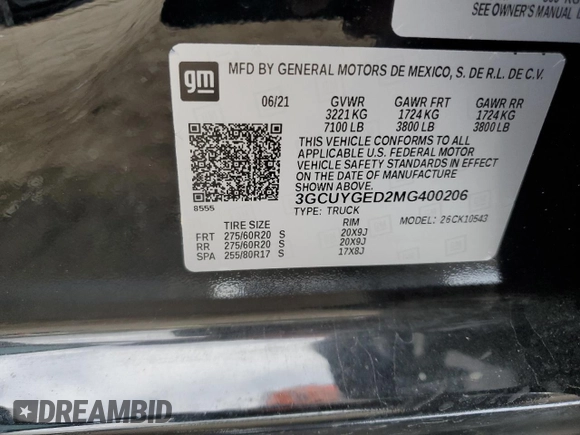 SEE OWNER'S MANUAL
gm
MFD BY GENERAL MOTORS DE MEXICO, S. DE R.L. DE C.V.
06/21 GVWR GAWR FRT GAWR RR
3221 KG 1724 KG 1724 KG
7100 LB 3800 LB 3800 LB
THIS VEHICLE CONFORMS TO ALL
APPLICABLE U.S. FEDERAL MOTOR
VEHICLE SAFETY STANDARDS IN EFFECT
ON THE DATE OF MANUFACTURE
SHOWN ABOVE.
3GCUYGED2MG400206
8555 TYPE: TRUCK MODEL: 26CK10543
TIRE SIZE RIM
FRT 275/60R20 S 20X9J
RR 275/60R20 S 20X9J
SPA 255/80R17 S 17X8J
DREAMBID